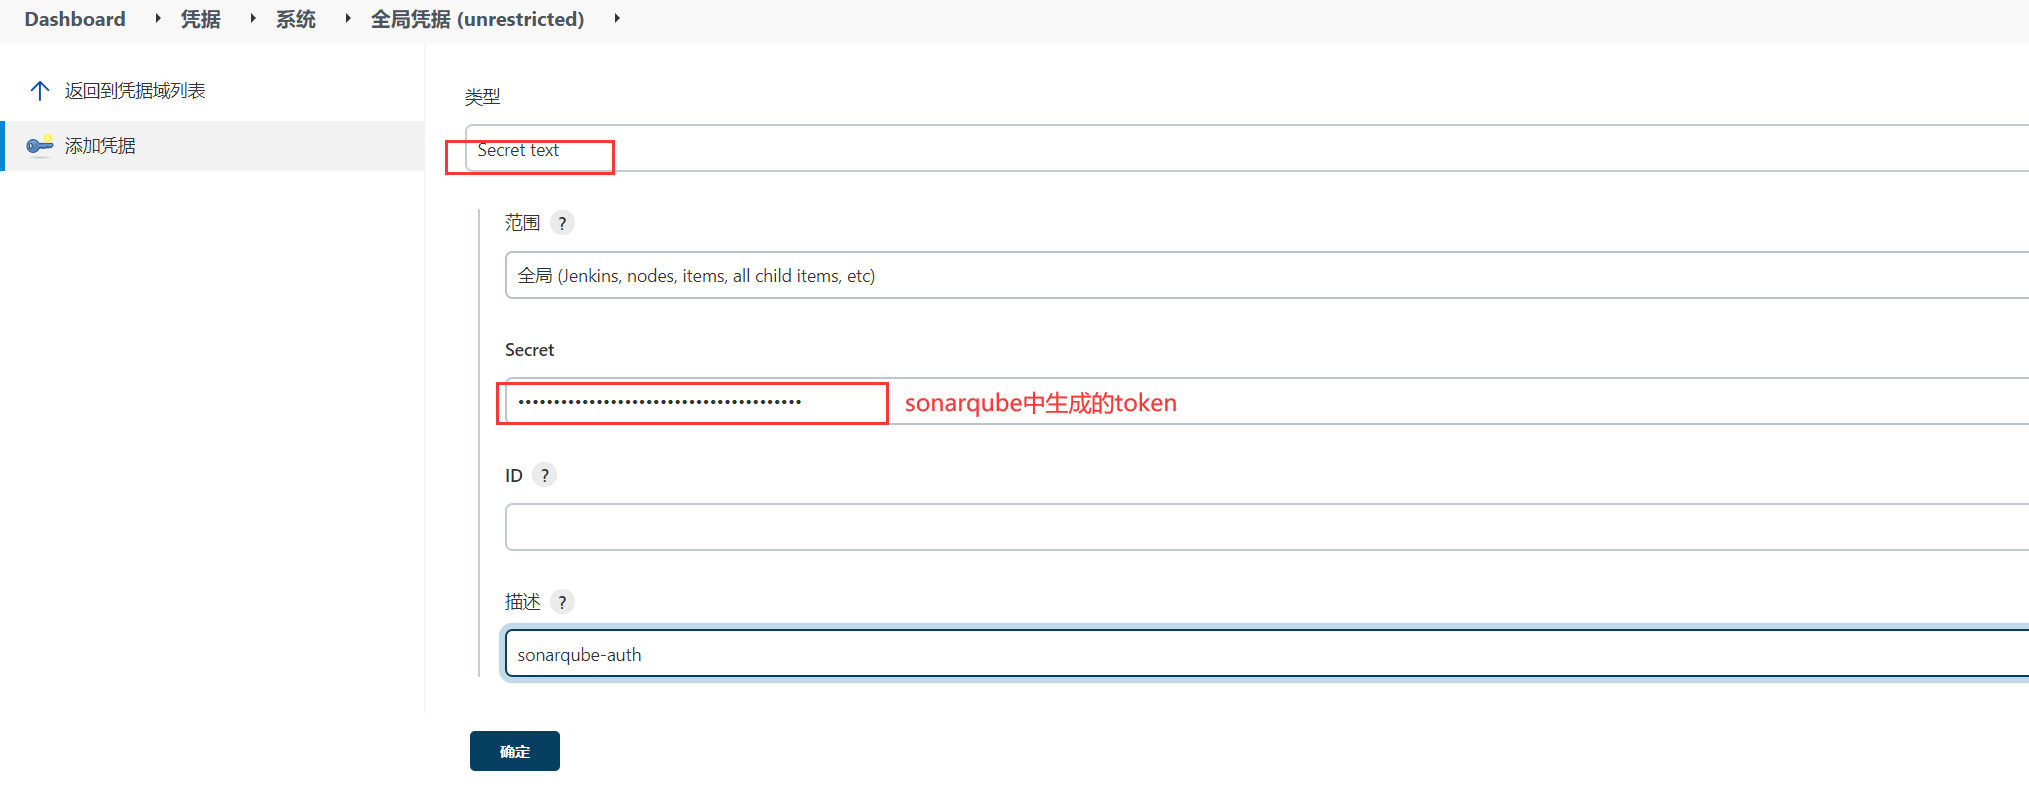 Dashboard 凭据 系统 全局凭据 (unrestricted)
返回到凭据域列表
添加凭据
类型
Secret text
范围 ?
全局 (Jenkins, nodes, items, all child items, etc)
Secret
•••••••••••••••••••••••••••••••••••••••• sonarqube中生成的token
ID ?
描述 ?
sonarqube-auth
确定